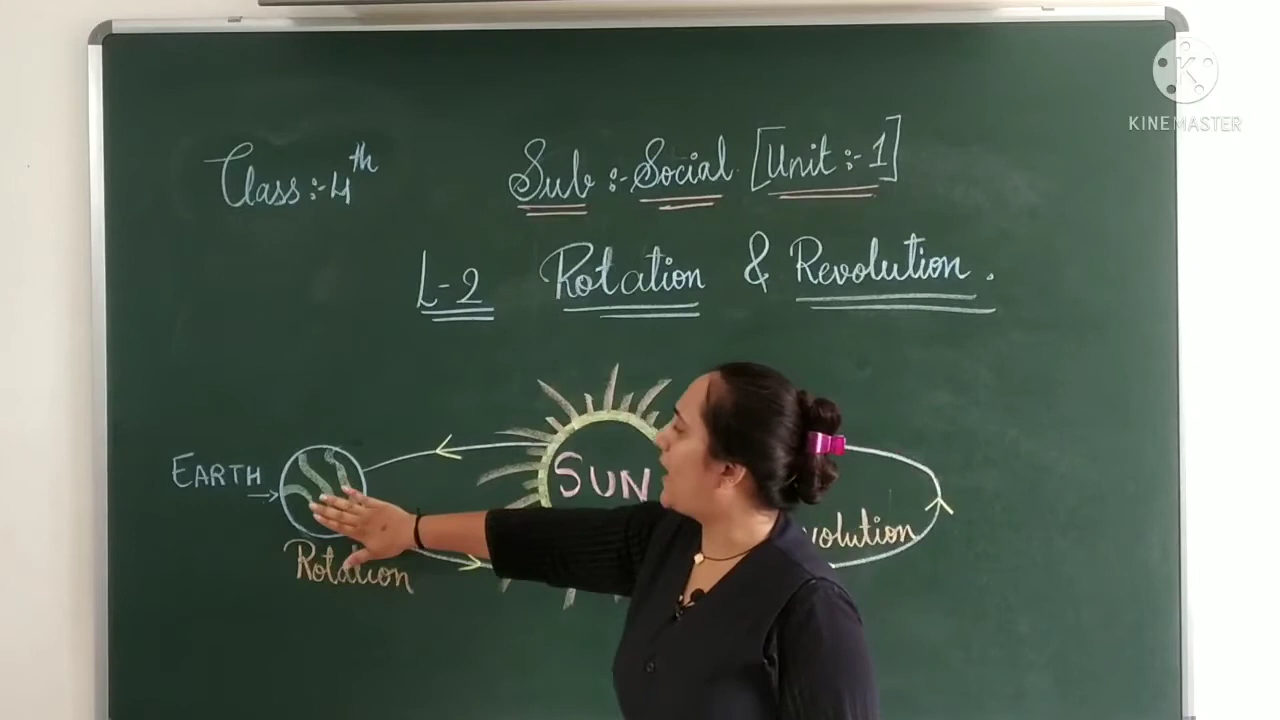 KINEMASTER
Class :- 4th
Sub :- Social [Unit :- 1]
L-2 Rotation & Revolution.
EARTH →
SUN
volution
Rotation